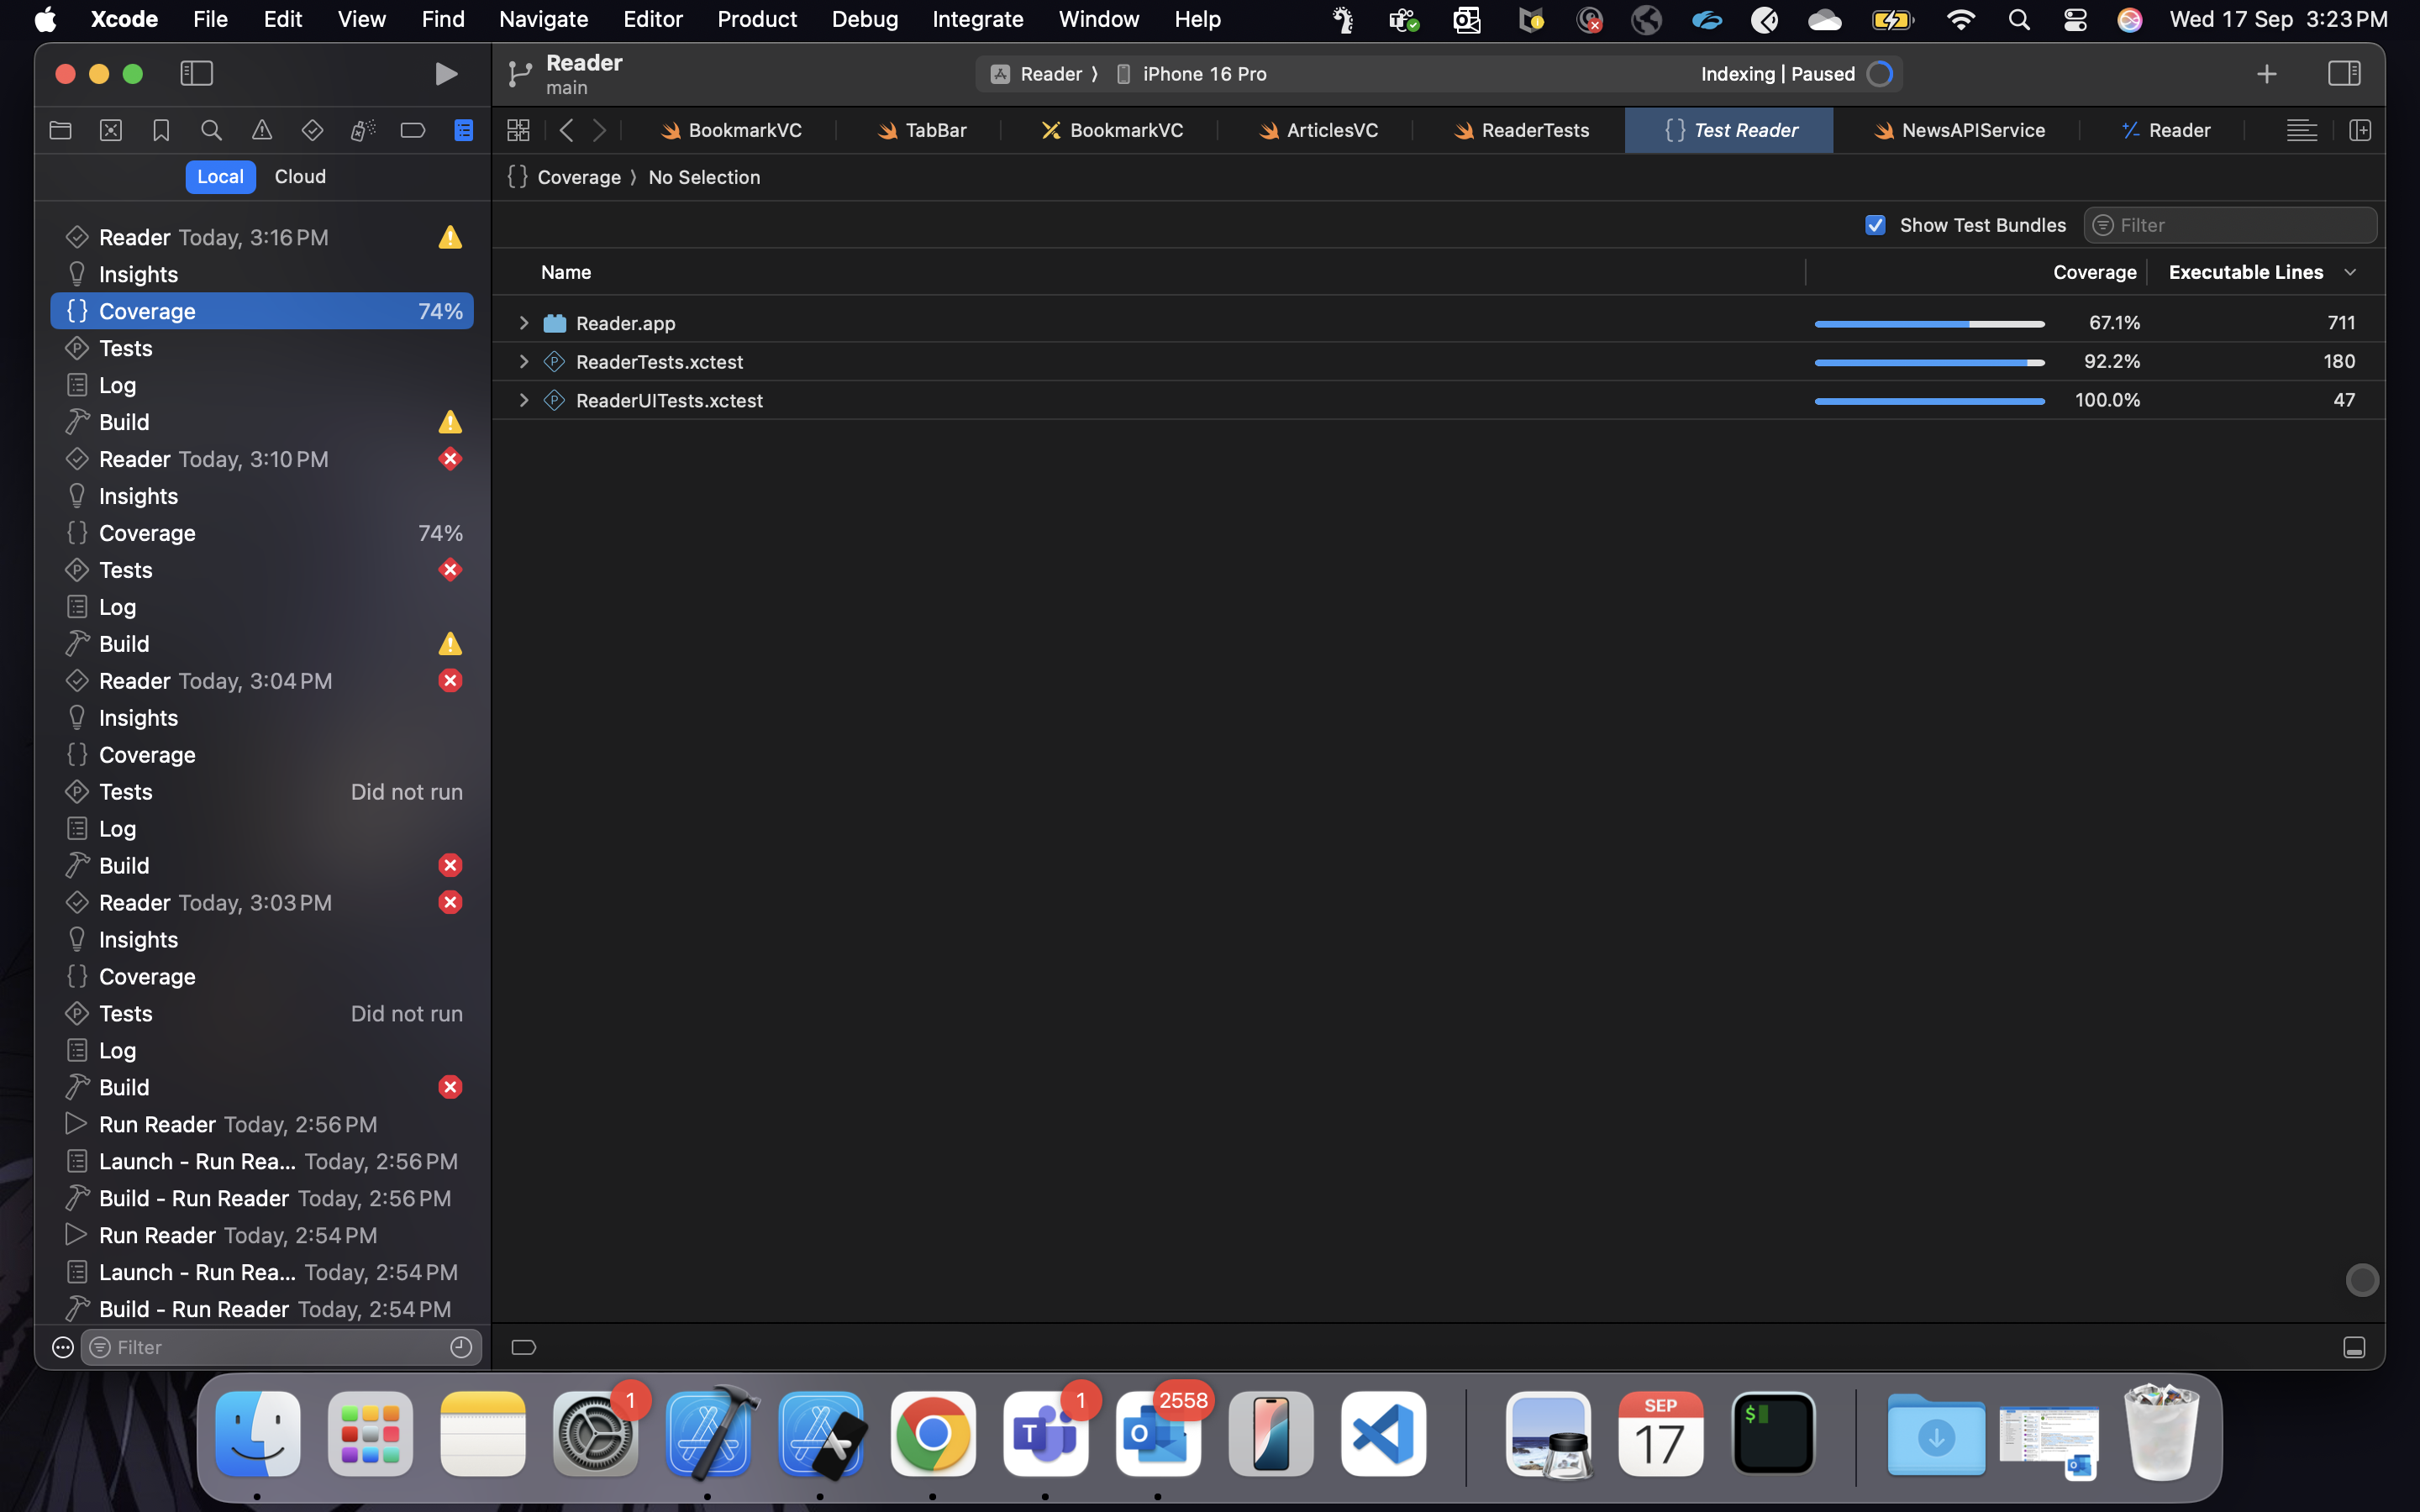 Xcode File Edit View Find Navigate Editor Product Debug Integrate Window Help Wed 17 Sep 3:23 PM
Reader
main
Reader ⟩ iPhone 16 Pro Indexing | Paused
BookmarkVC TabBar BookmarkVC ArticlesVC ReaderTests Test Reader NewsAPIService Reader
Local Cloud
Coverage ⟩ No Selection
Show Test Bundles Filter
Name Coverage Executable Lines
Reader.app 67.1% 711
ReaderTests.xctest 92.2% 180
ReaderUITests.xctest 100.0% 47
Reader Today, 3:16 PM
Insights
Coverage 74%
Tests
Log
Build
Reader Today, 3:10 PM
Insights
Coverage 74%
Tests
Log
Build
Reader Today, 3:04 PM
Insights
Coverage
Tests Did not run
Log
Build
Reader Today, 3:03 PM
Insights
Coverage
Tests Did not run
Log
Build
Run Reader Today, 2:56 PM
Launch - Run Rea... Today, 2:56 PM
Build - Run Reader Today, 2:56 PM
Run Reader Today, 2:54 PM
Launch - Run Rea... Today, 2:54 PM
Build - Run Reader Today, 2:54 PM
Filter
1 1 2558
T O SEP
17 $